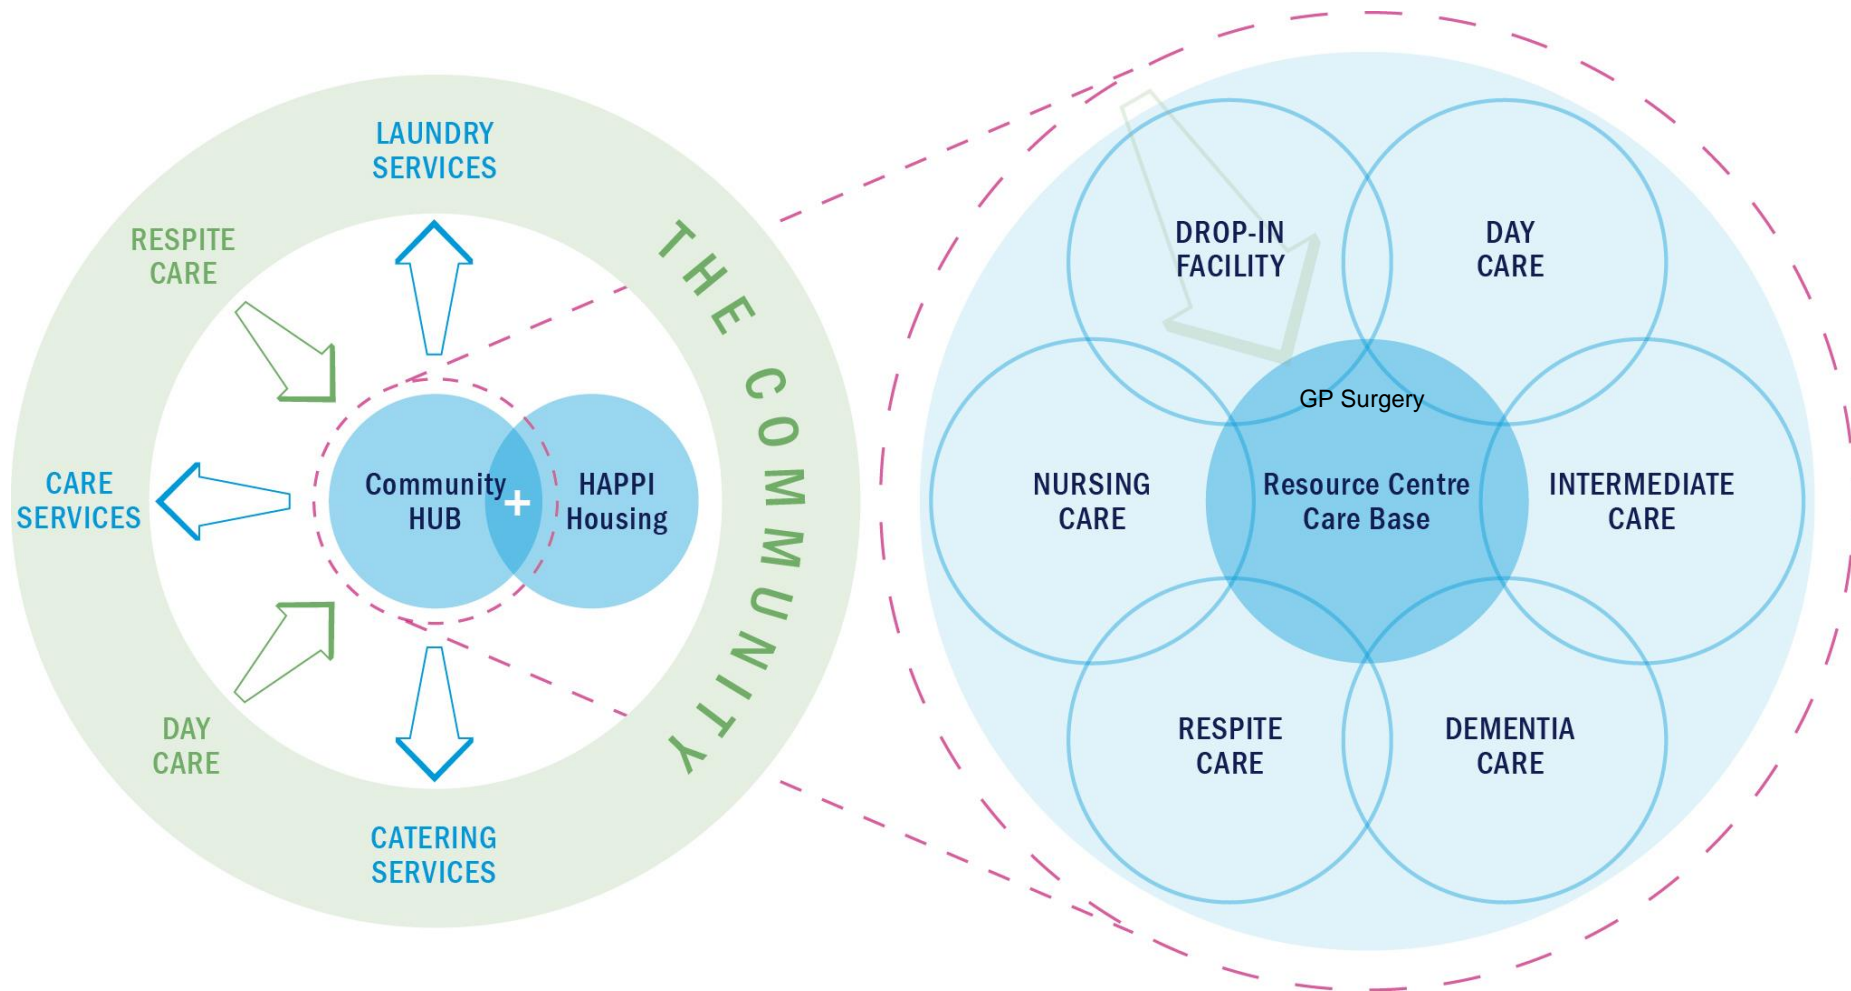 LAUNDRY
SERVICES
RESPITE
CARE
THE COMMUNITY
CARE
SERVICES
Community
HUB
+
HAPPI
Housing
DAY
CARE
CATERING
SERVICES
DROP-IN
FACILITY
DAY
CARE
GP Surgery
NURSING
CARE
Resource Centre
Care Base
INTERMEDIATE
CARE
RESPITE
CARE
DEMENTIA
CARE